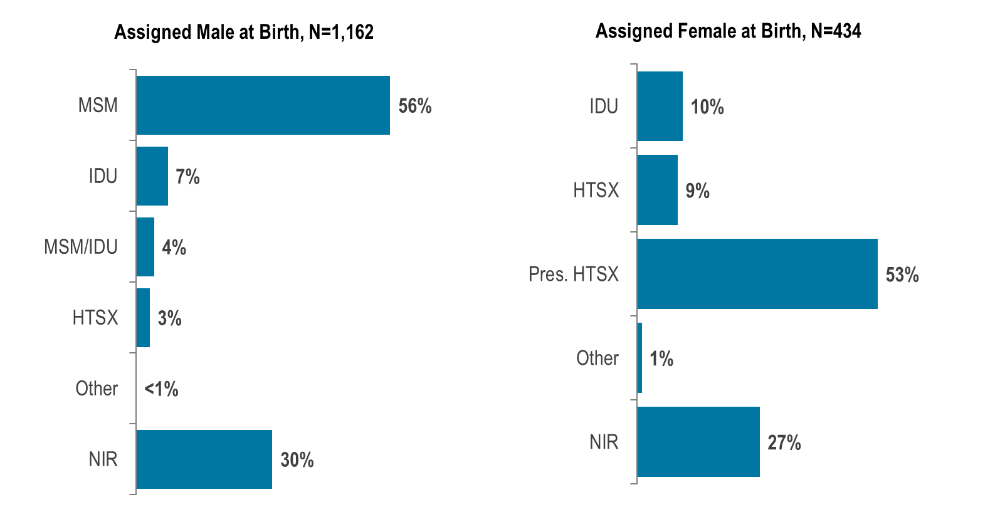 Assigned Male at Birth, N=1,162
MSM 56%
IDU 7%
MSM/IDU 4%
HTSX 3%
Other <1%
NIR 30%
Assigned Female at Birth, N=434
IDU 10%
HTSX 9%
Pres. HTSX 53%
Other 1%
NIR 27%